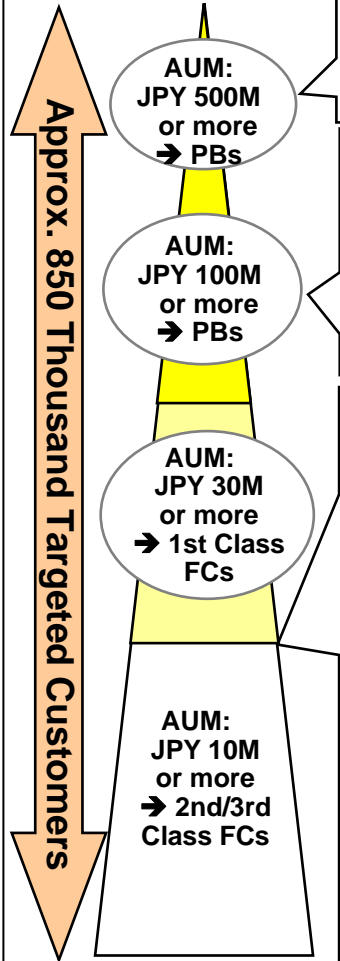 Approx. 850 Thousand Targeted Customers
AUM:
JPY 500M
or more
➔ PBs
AUM:
JPY 100M
or more
➔ PBs
AUM:
JPY 30M
or more
➔ 1st Class
FCs
AUM:
JPY 10M
or more
➔ 2nd/3rd
Class FCs